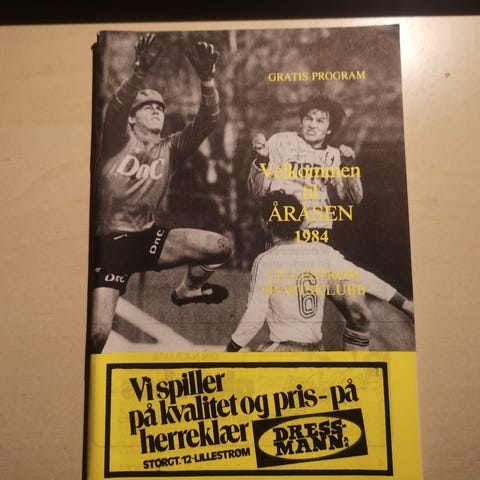 GRATIS PROGRAM
Velkommen
til
ÅRÅSEN
1984
LILLESTRØM
SPORTSKLUBB
DnC
DnC
DnC
6
Vi spiller
på kvalitet og pris-på
herreklær
DRESS-
MANN
STORGT. 12-LILLESTRØM